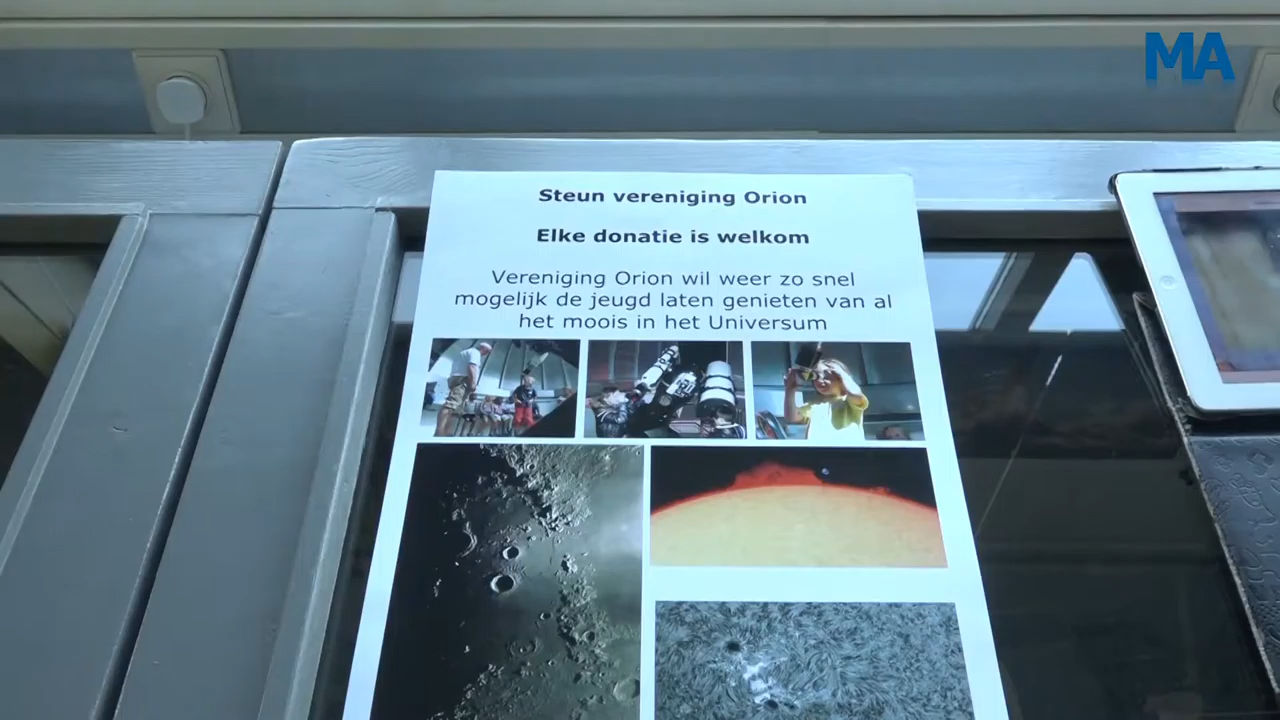 MA
Steun vereniging Orion
Elke donatie is welkom
Vereniging Orion wil weer zo snel
mogelijk de jeugd laten genieten van al
het moois in het Universum